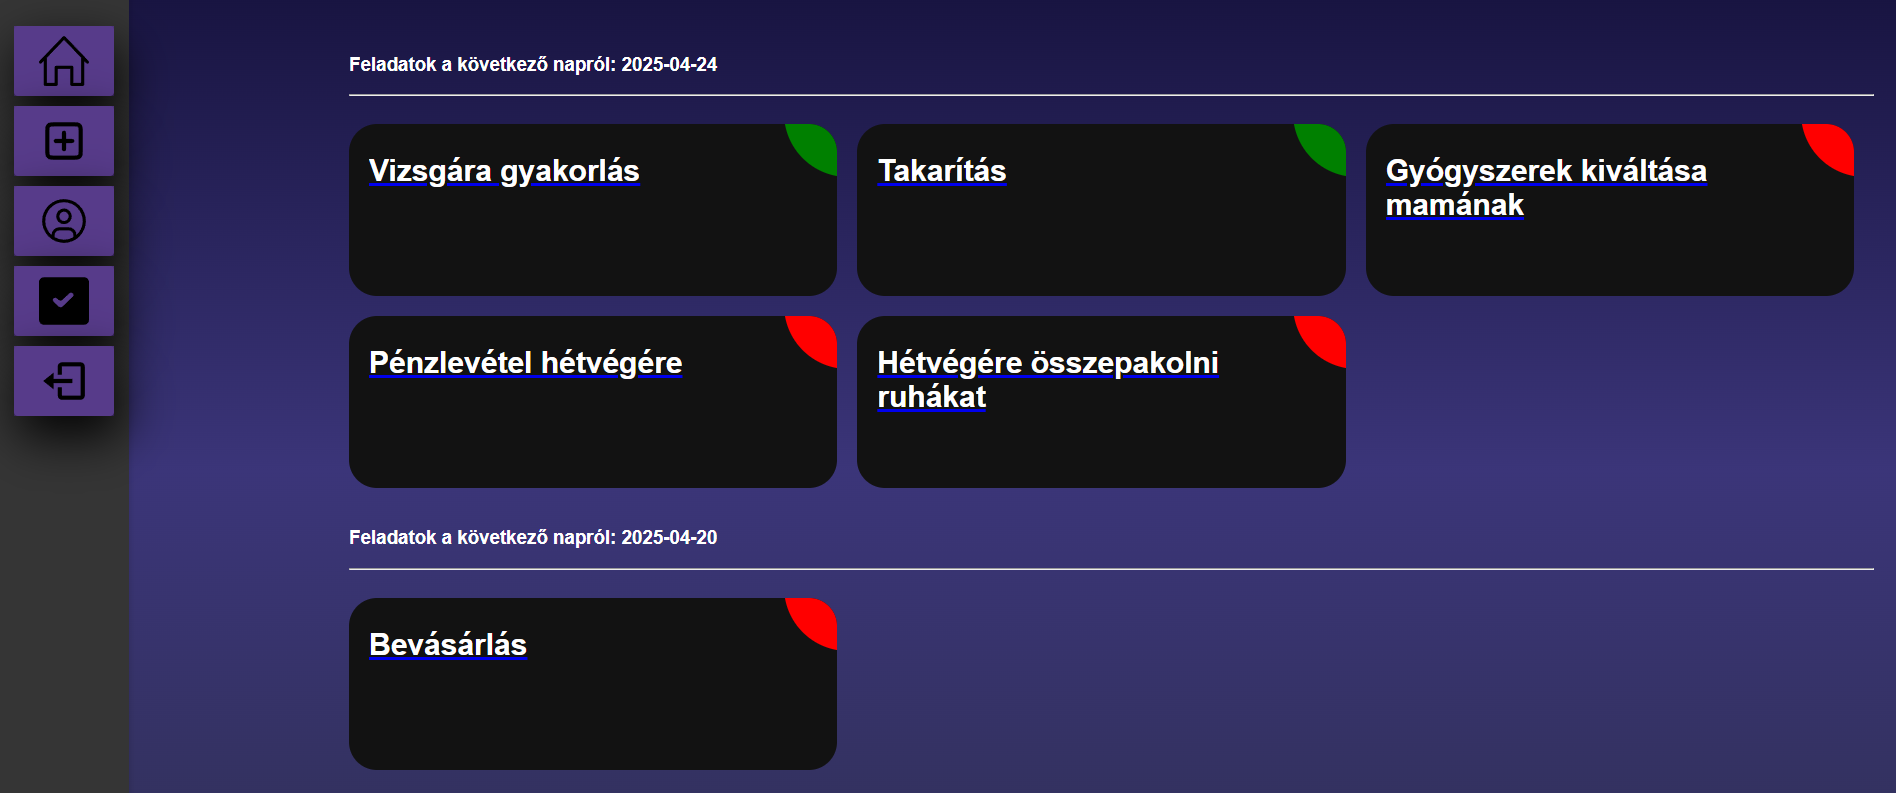 Feladatok a következő napról: 2025-04-24
Vizsgára gyakorlás
Takarítás
Gyógyszerek kiváltása
mamának
Pénzlevétel hétvégére
Hétvégére összepakolni
ruhákat
Feladatok a következő napról: 2025-04-20
Bevásárlás